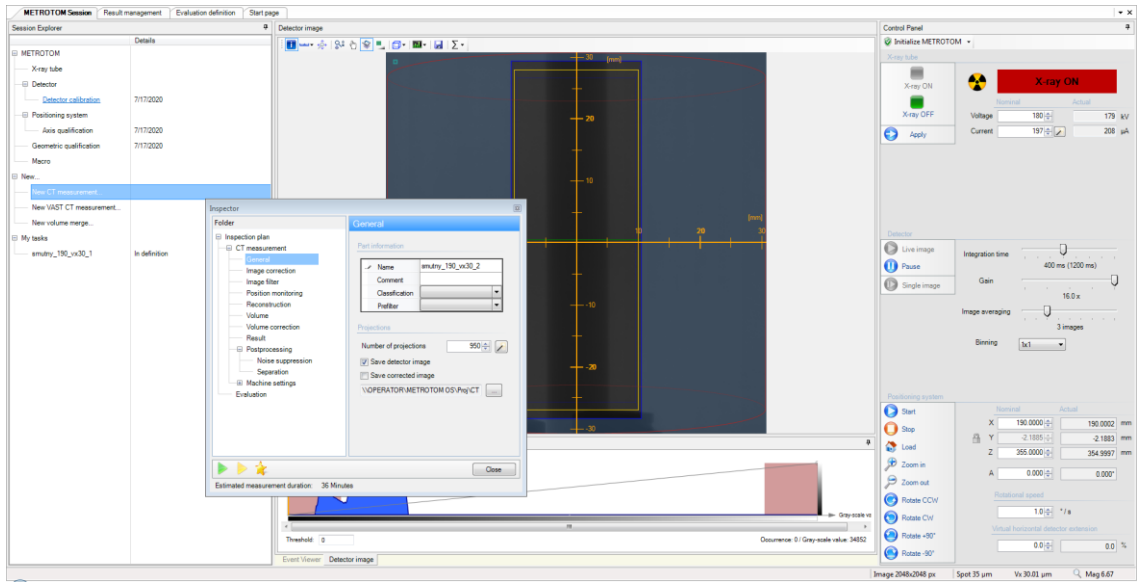 METROTOM Session Result management Evaluation definition Start page
Session Explorer
Details
METROTOM
X-ray tube
Detector
Detector calibration 7/17/2020
Positioning system
Axis qualification 7/17/2020
Geometric qualification 7/17/2020
Macro
New...
New CT measurement...
New VAST CT measurement...
New volume merge...
My tasks
smutny_190_vx30_1 In definition
Detector image
30 [mm]
20
10
[mm]
10 20 30
-10
-20
-30
Inspector
Folder
Inspection plan
CT measurement
General
Image correction
Image filter
Position monitoring
Reconstruction
Volume
Volume correction
Result
Postprocessing
Noise suppression
Separation
Machine settings
Evaluation
General
Part information
Name smutny_190_vx30_2
Comment
Classification
Prefilter
Projections
Number of projections 950
Save detector image
Save corrected image
\\OPERATOR\METROTOM OS\Proj\CT ...
Close
Estimated measurement duration: 36 Minutes
Gray-scale va
Threshold: 0 Occurrence: 0 / Gray-scale value: 34852
Event Viewer Detector image
Control Panel
Initialize METROTOM
X-ray tube
X-ray ON
X-ray OFF
Apply
X-ray ON
Nominal Actual
Voltage 180 179 kV
Current 197 208 µA
Detector
Live image
Pause
Single image
Integration time
400 ms (1200 ms)
Gain
16.0 x
Image averaging
3 images
Binning 1x1
Positioning system
Start
Stop
Load
Zoom in
Zoom out
Rotate CCW
Rotate CW
Rotate +90°
Rotate -90°
Nominal Actual
X 190.0000 190.0002 mm
Y -2.1885 -2.1883 mm
Z 355.0000 354.9997 mm
A 0.000 0.000°
Rotational speed
1.0 °/s
Virtual horizontal detector extension
0.0 0.0 %
Image 2048x2048 px Spot 35 µm Vx 30.01 µm Mag 6.67